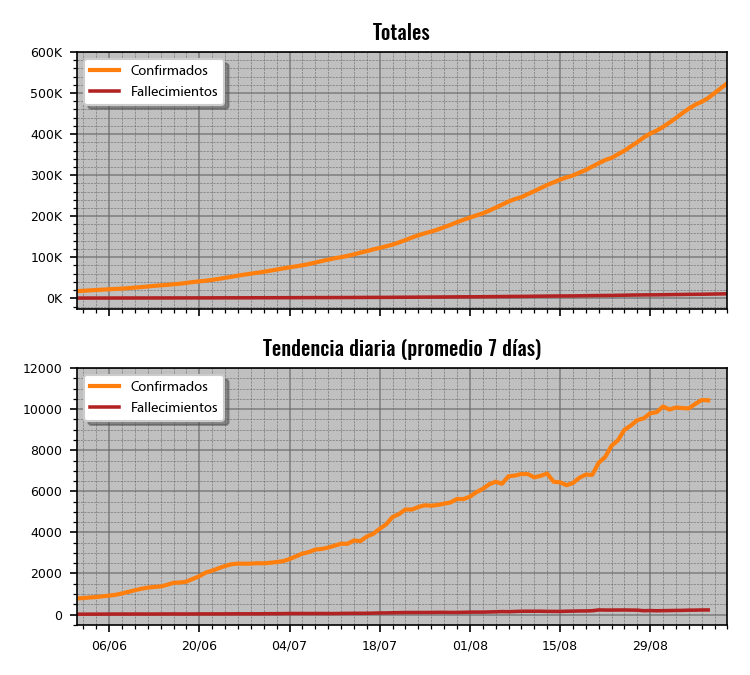 Totales
600K
500K
400K
300K
200K
100K
0K
Confirmados
Fallecimientos
Tendencia diaria (promedio 7 días)
12000
10000
8000
6000
4000
2000
0
Confirmados
Fallecimientos
06/06 20/06 04/07 18/07 01/08 15/08 29/08